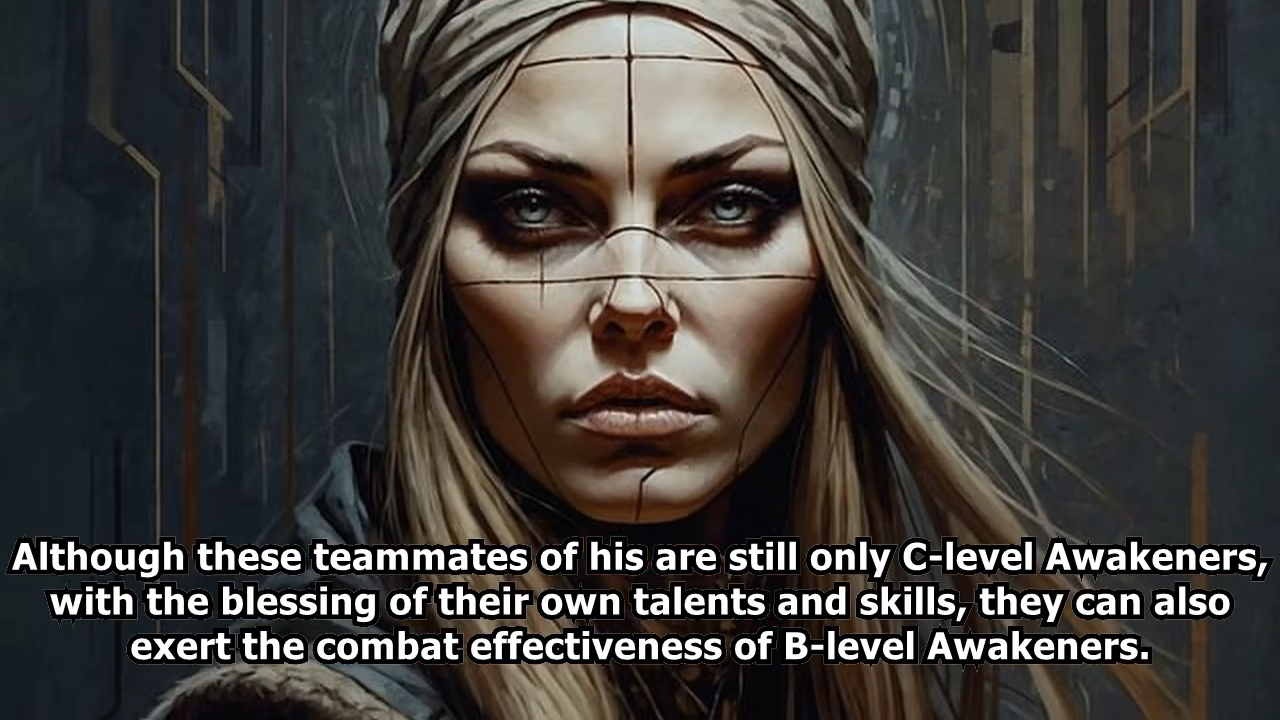 Although these teammates of his are still only C-level Awakeners,
with the blessing of their own talents and skills, they can also
exert the combat effectiveness of B-level Awakeners.